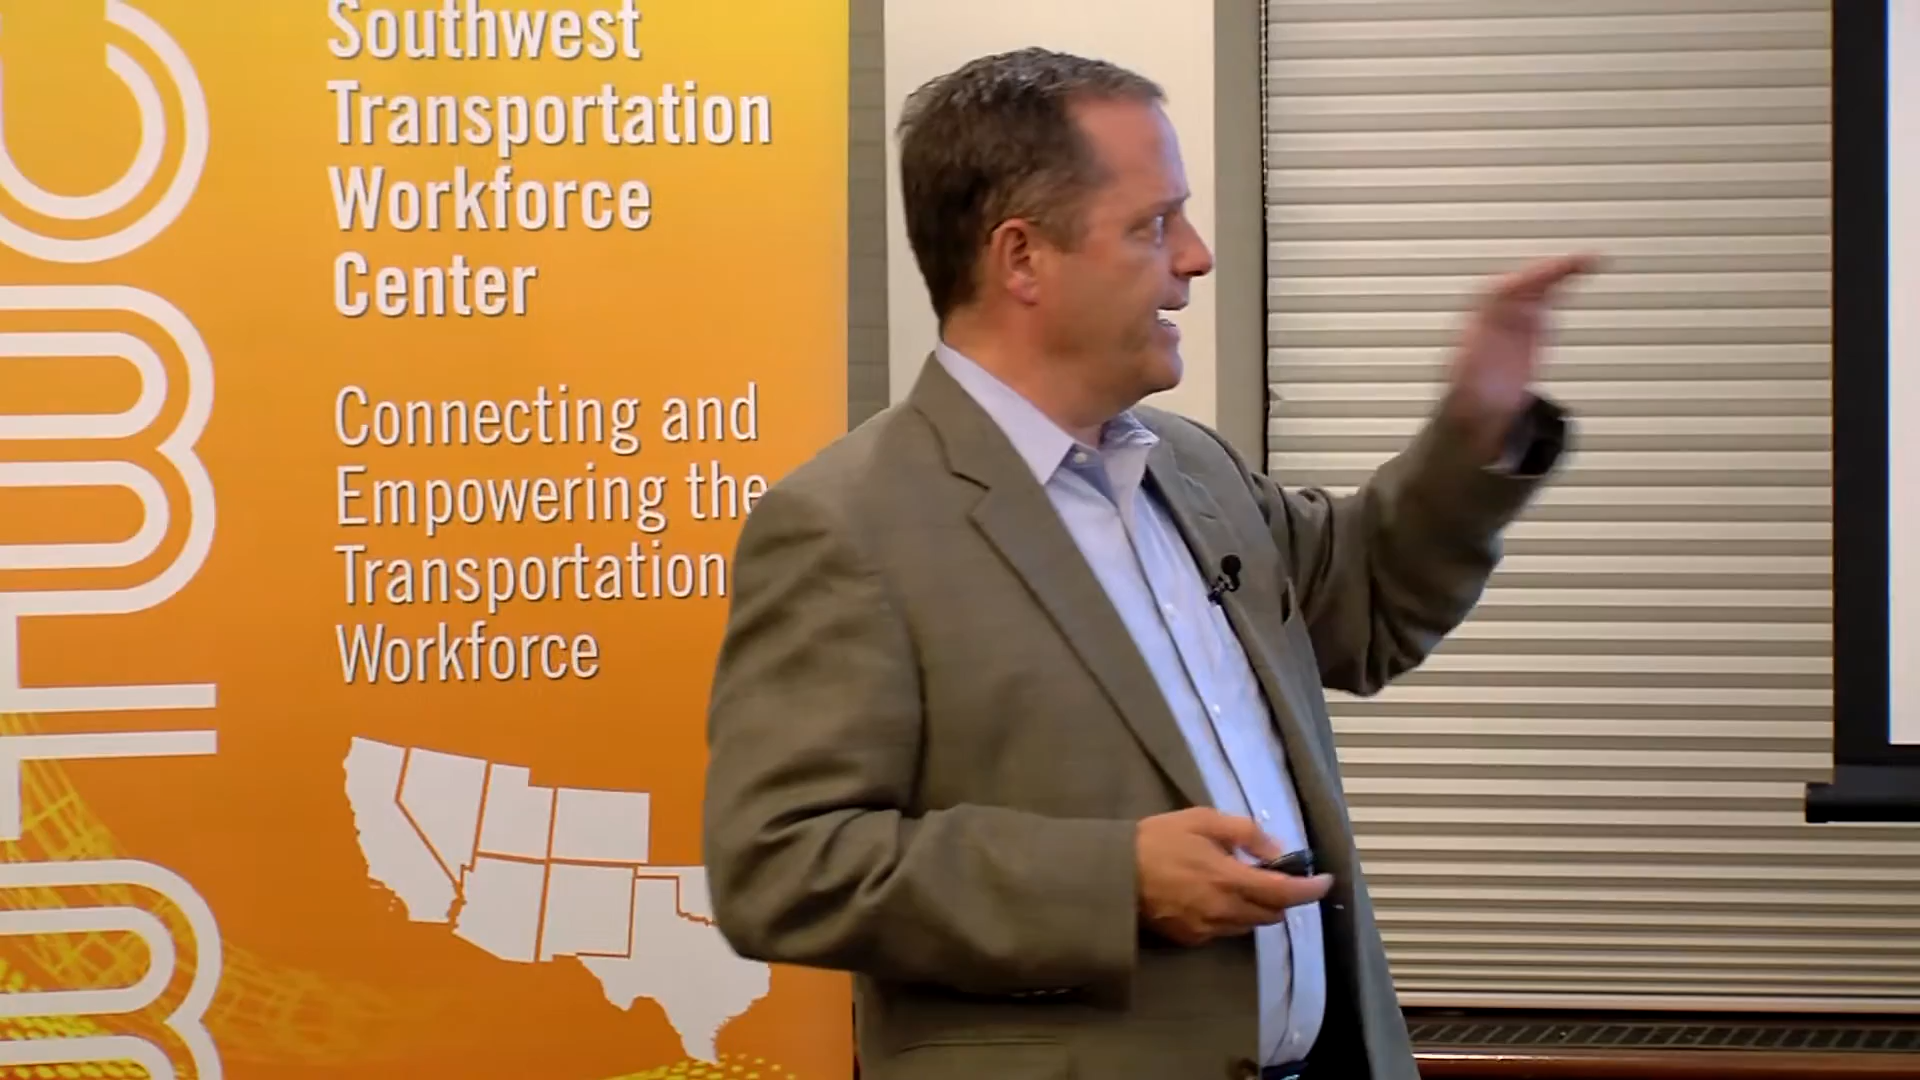 Southwest
Transportation
Workforce
Center
Connecting and
Empowering the
Transportation
Workforce